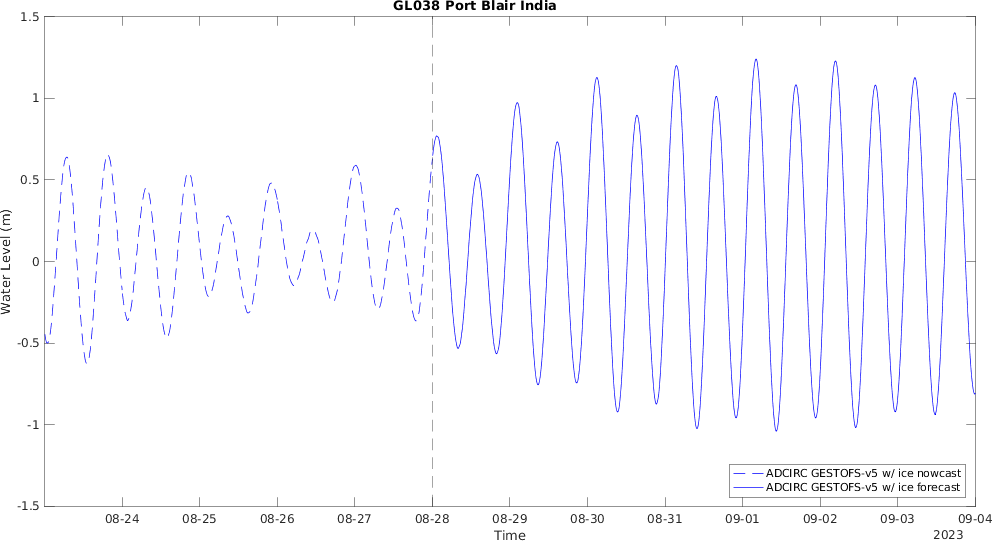 GL038 Port Blair India
1.5
1
0.5
0
-0.5
-1
-1.5
Water Level (m)
ADCIRC GESTOFS-v5 w/ ice nowcast
ADCIRC GESTOFS-v5 w/ ice forecast
08-24 08-25 08-26 08-27 08-28 08-29 08-30 08-31 09-01 09-02 09-03 09-04
Time
2023